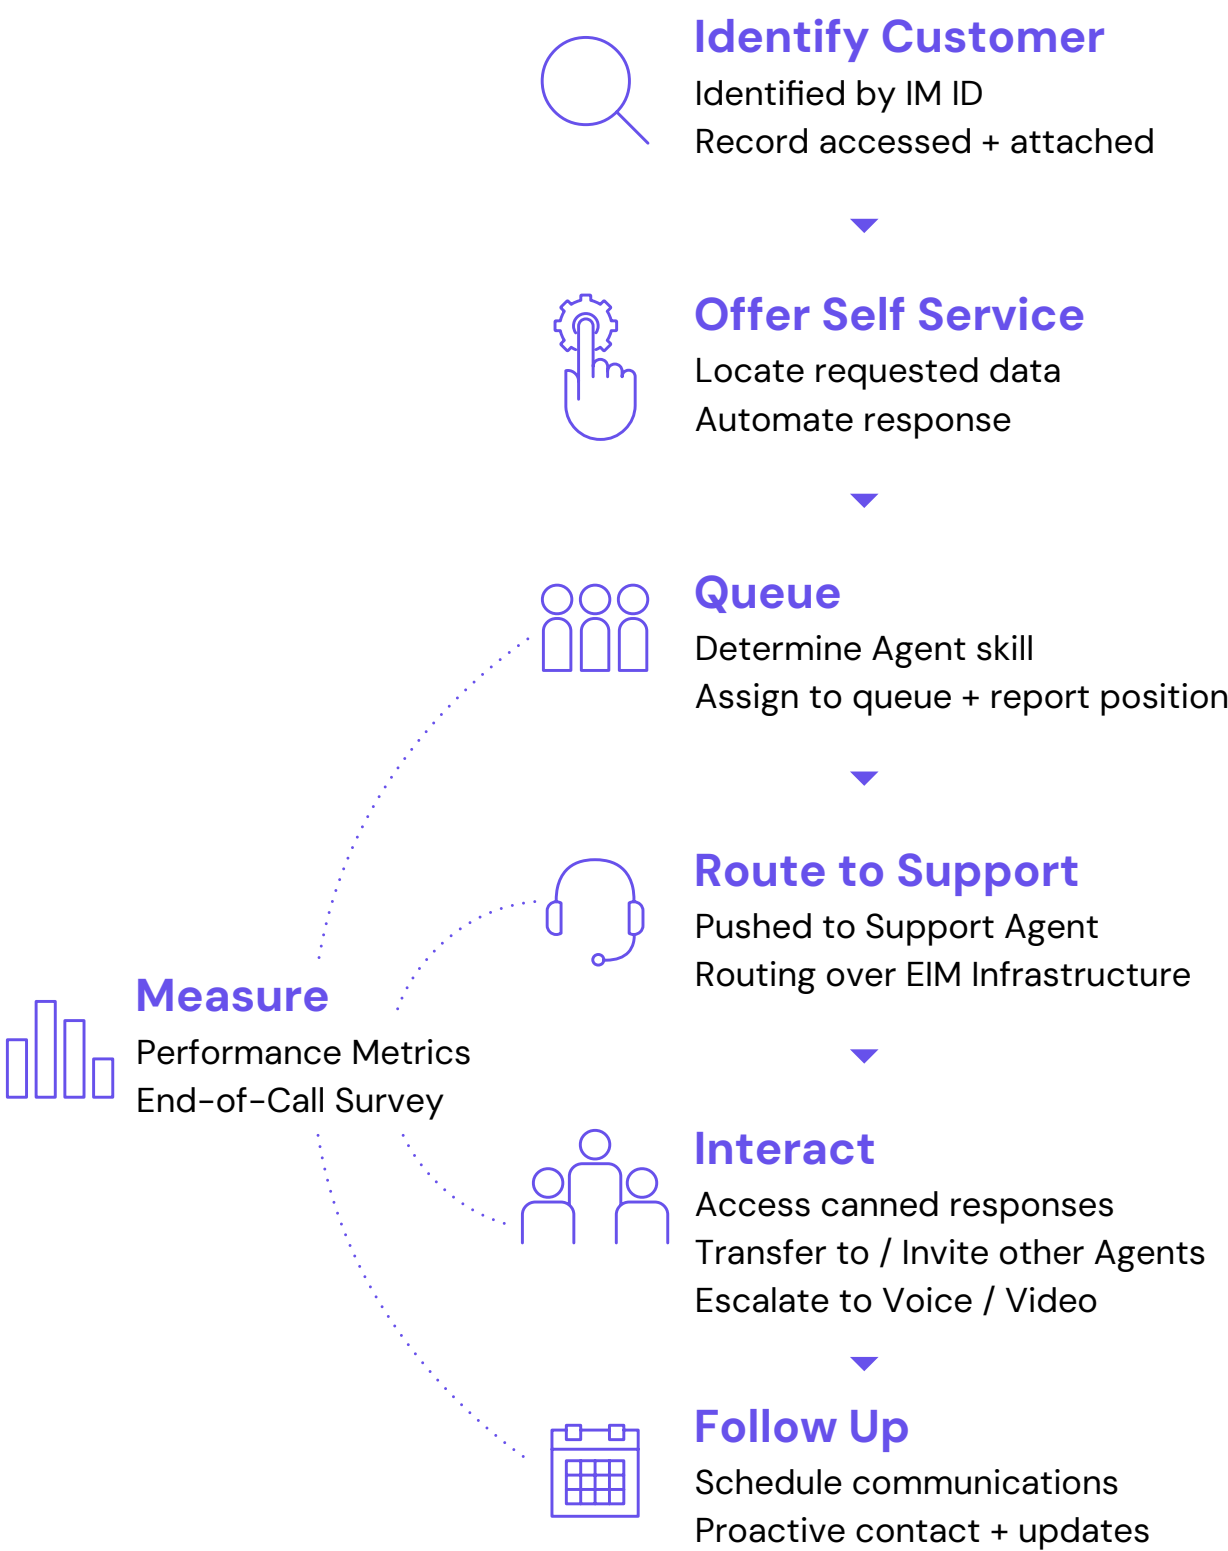 Identify Customer
Identified by IM ID
Record accessed + attached
Offer Self Service
Locate requested data
Automate response
Queue
Determine Agent skill
Assign to queue + report position
Route to Support
Pushed to Support Agent
Routing over EIM Infrastructure
Measure
Performance Metrics
End-of-Call Survey
Interact
Access canned responses
Transfer to / Invite other Agents
Escalate to Voice / Video
Follow Up
Schedule communications
Proactive contact + updates